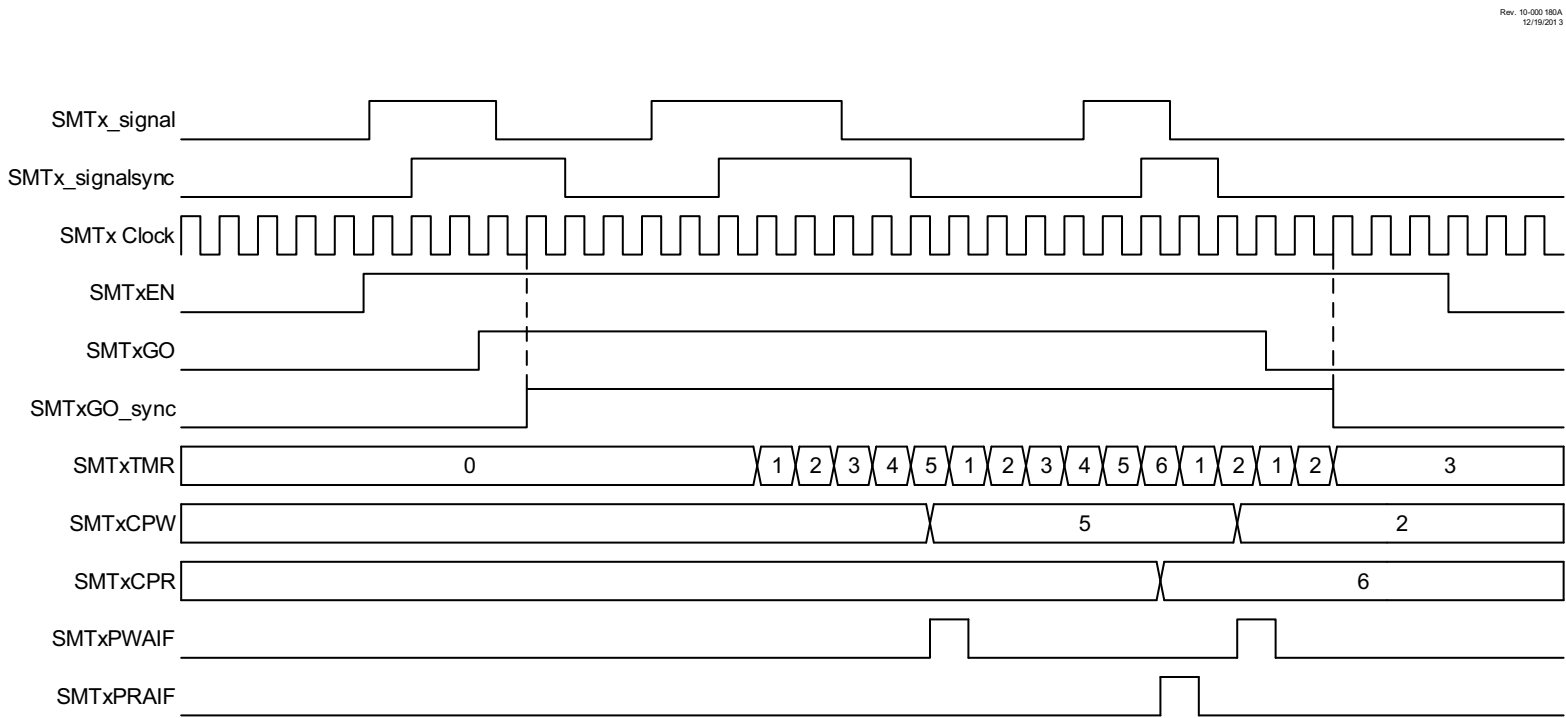 Rev. 10-000 180A
12/19/2013
SMTx_signal
SMTx_signalsync
SMTx Clock
SMTxEN
SMTxGO
SMTxGO_sync
SMTxTMR 0 1 2 3 4 5 1 2 3 4 5 6 1 2 1 2 3
SMTxCPW 5 2
SMTxCPR 6
SMTxPWAIF
SMTxPRAIF